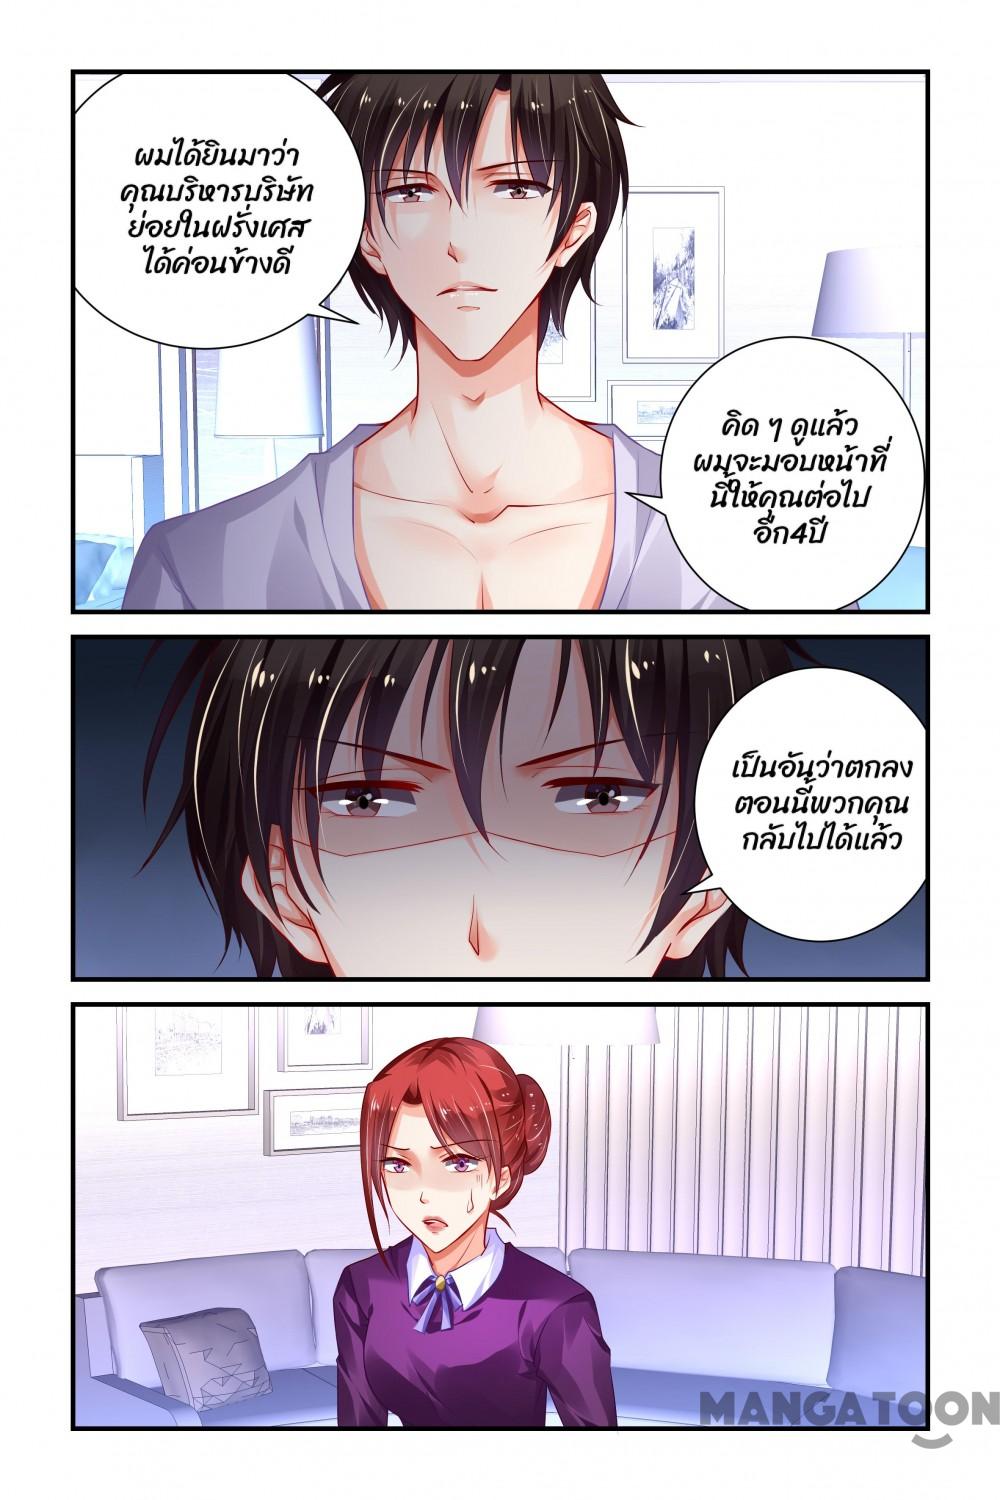 ผมได้ยินมาว่า
คุณบริหารบริษัท
ย่อยในฝรั่งเศส
ได้ค่อนข้างดี
คิด ๆ ดูแล้ว
ผมจะมอบหน้าที่
นี้ให้คุณต่อไป
อีก4ปี
เป็นอันว่าตกลง
ตอนนี้พวกคุณ
กลับไปได้แล้ว
MANGATOON